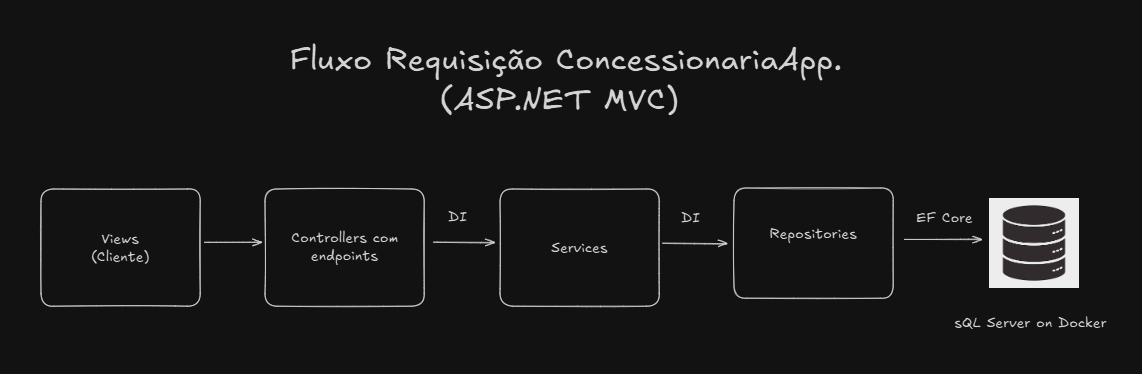 Fluxo Requisição ConcessionariaApp.
(ASP.NET MVC)
Views
(Cliente)
Controllers com
endpoints
DI
Services
DI
Repositories
EF Core
sQL Server on Docker